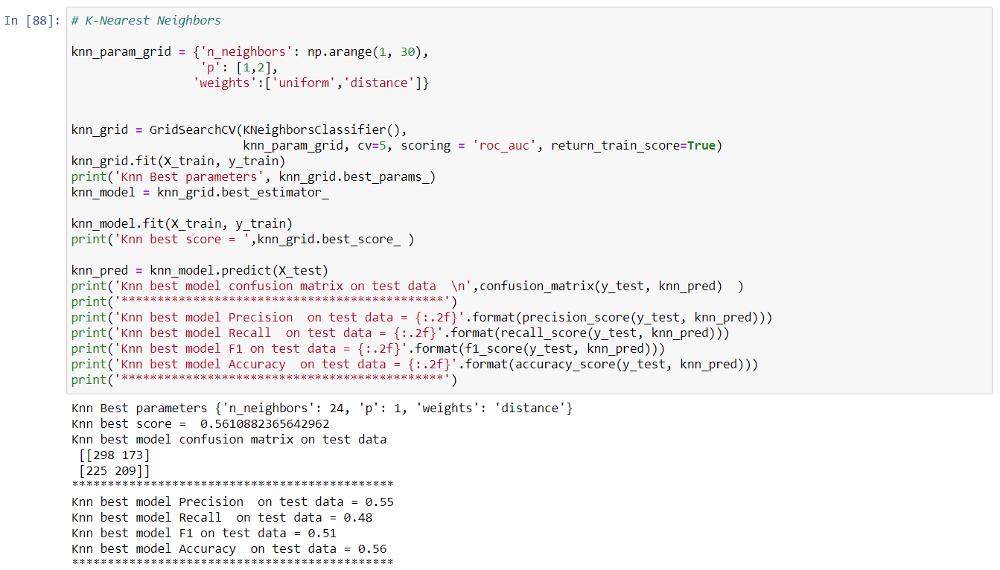 In [88]: # K-Nearest Neighbors
knn_param_grid = {'n_neighbors': np.arange(1, 30),
'p': [1,2],
'weights':['uniform','distance']}
knn_grid = GridSearchCV(KNeighborsClassifier(),
knn_param_grid, cv=5, scoring = 'roc_auc', return_train_score=True)
knn_grid.fit(X_train, y_train)
print('Knn Best parameters', knn_grid.best_params_)
knn_model = knn_grid.best_estimator_
knn_model.fit(X_train, y_train)
print('Knn best score = ',knn_grid.best_score_ )
knn_pred = knn_model.predict(X_test)
print('Knn best model confusion matrix on test data  \n',confusion_matrix(y_test, knn_pred)  )
print('*********************************************')
print('Knn best model Precision  on test data = {:.2f}'.format(precision_score(y_test, knn_pred)))
print('Knn best model Recall  on test data = {:.2f}'.format(recall_score(y_test, knn_pred)))
print('Knn best model F1 on test data = {:.2f}'.format(f1_score(y_test, knn_pred)))
print('Knn best model Accuracy  on test data = {:.2f}'.format(accuracy_score(y_test, knn_pred)))
print('*********************************************')
Knn Best parameters {'n_neighbors': 24, 'p': 1, 'weights': 'distance'}
Knn best score =  0.5610882365642962
Knn best model confusion matrix on test data
[[298 173]
[225 209]]
*********************************************
Knn best model Precision  on test data = 0.55
Knn best model Recall  on test data = 0.48
Knn best model F1 on test data = 0.51
Knn best model Accuracy  on test data = 0.56
*********************************************